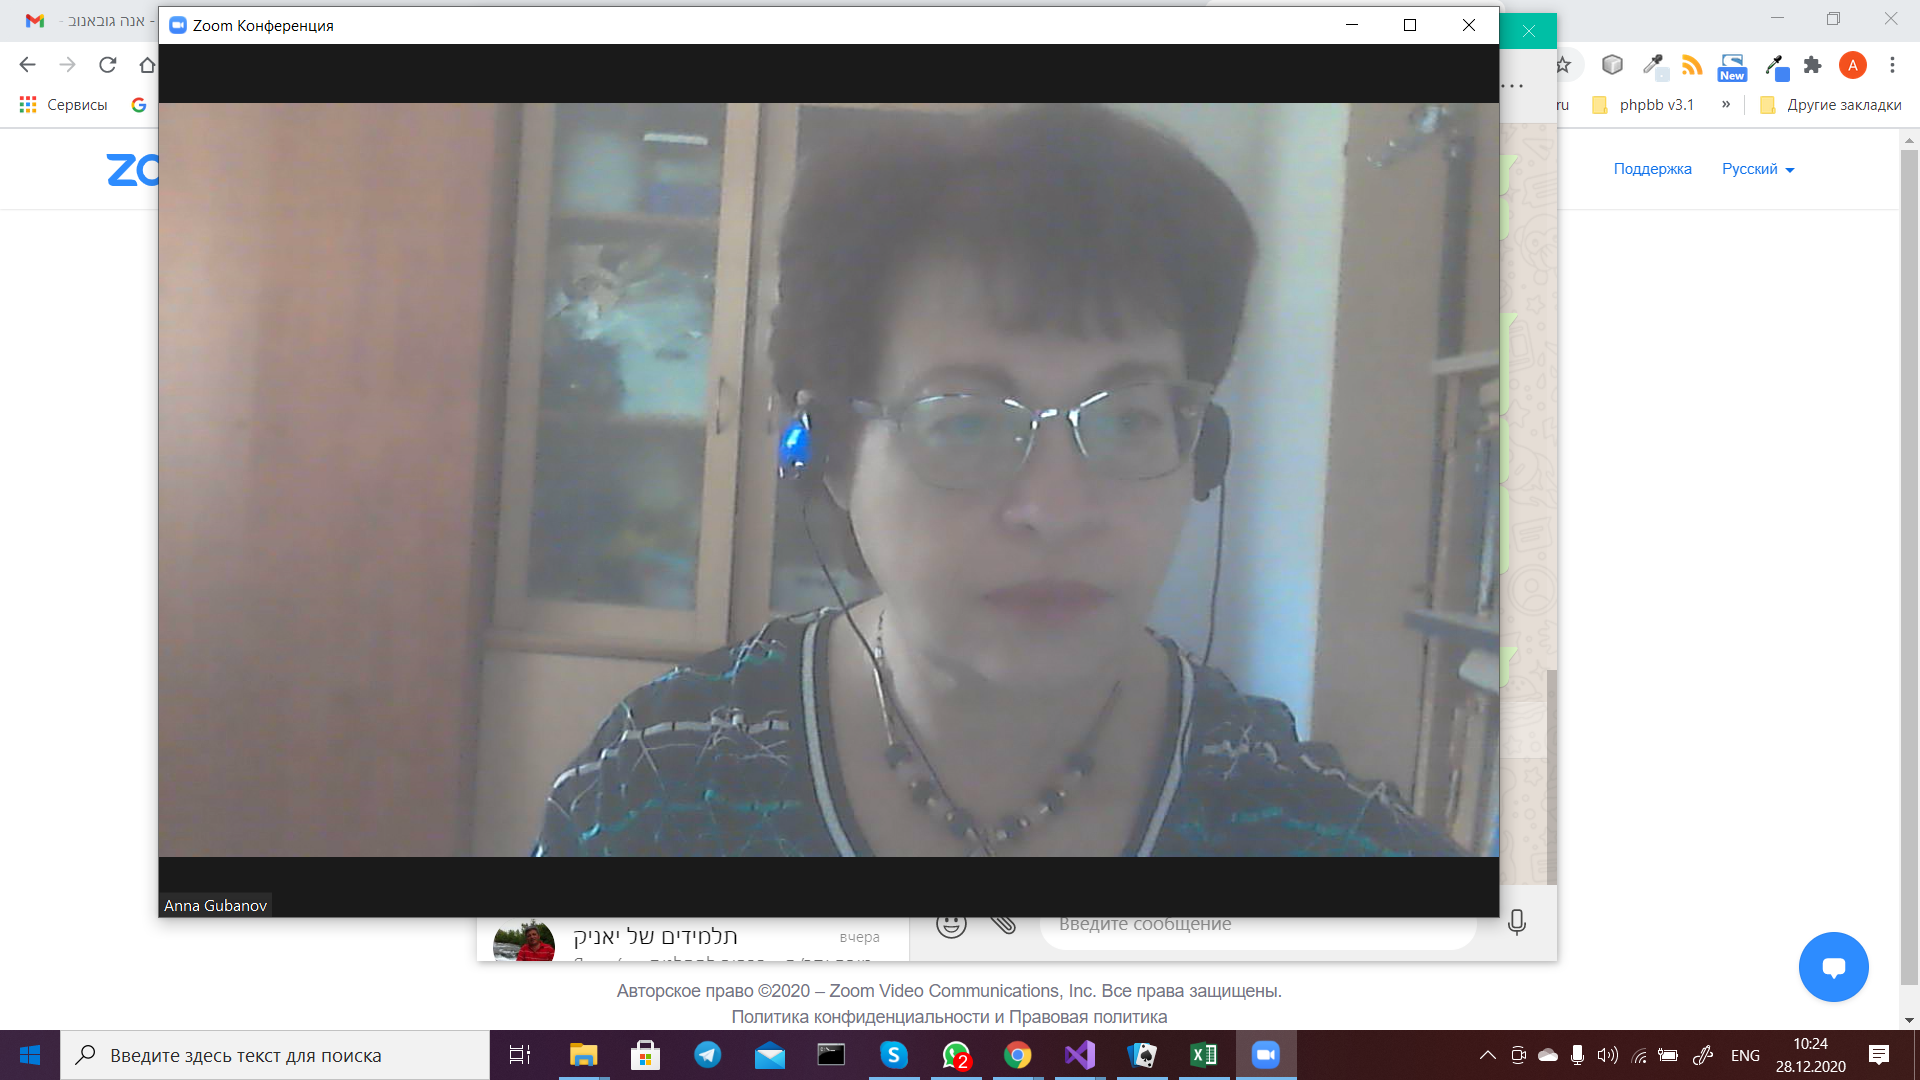 - אנה גובאנוב -
Zoom Конференция
Сервисы
New
A
ru
phpbb v3.1
»
Другие закладки
ZO
Поддержка
Русский
Anna Gubanov
תלמידים של יאניק
вчера
Введите сообщение
Авторское право ©2020 – Zoom Video Communications, Inc. Все права защищены.
Политика конфиденциальности и Правовая политика
Введите здесь текст для поиска
2
ENG
10:24
28.12.2020